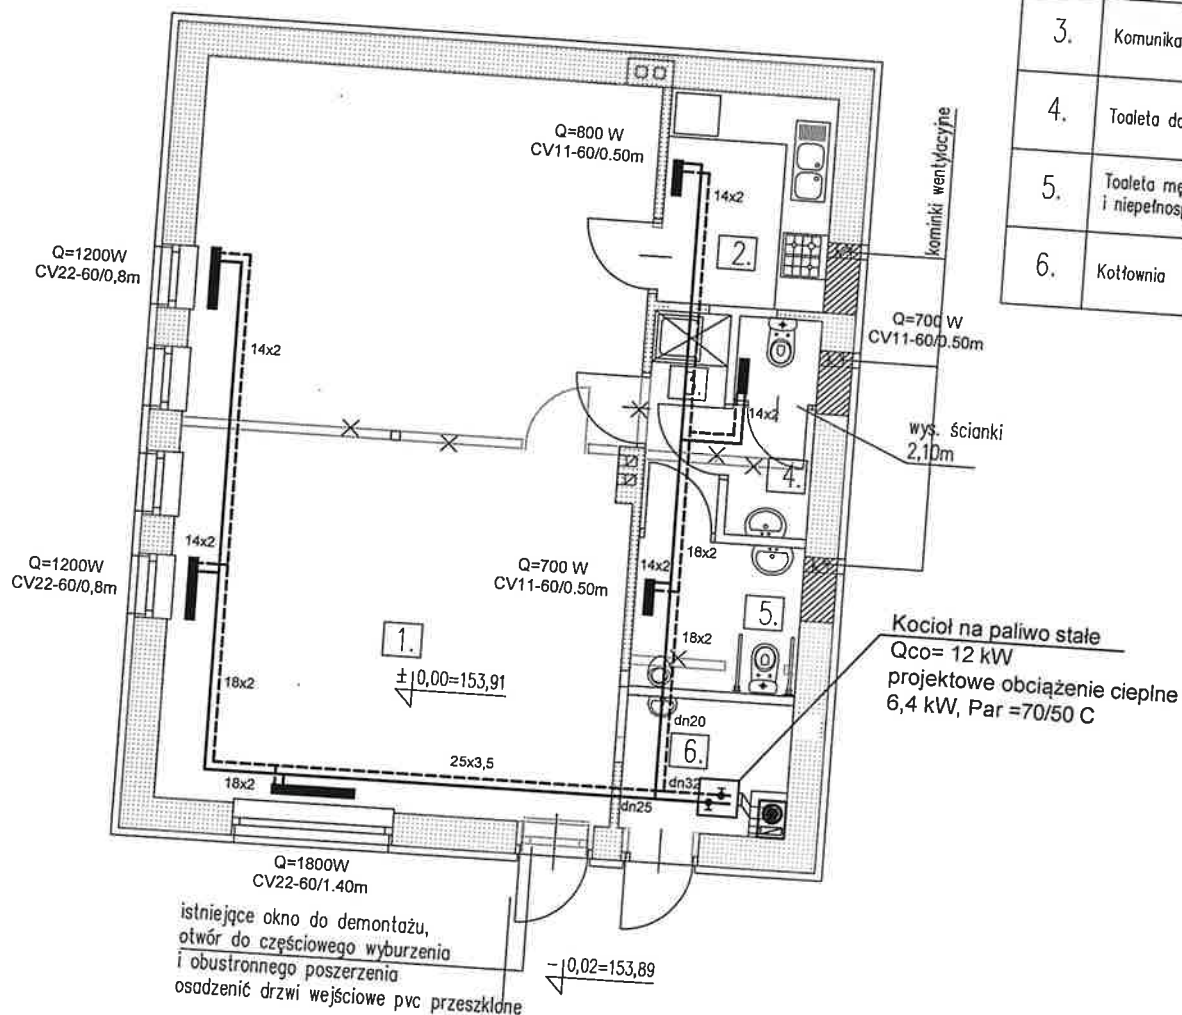 3.
Komunika
4.
Toaleta da
5.
Toaleta mę
i niepełnosp
6.
Kotłownia
kominki wentylacyjne
Q=800 W
CV11-60/0.50m
14x2
2.
Q=1200W
CV22-60/0,8m
14x2
Q=700 W
CV11-60/0.50m
14x2
wys. ścianki
2,10m
4.
14x2
Q=1200W
CV22-60/0,8m
Q=700 W
CV11-60/0.50m
14x2
18x2
5.
1.
± 0,00=153,91
18x2
18x2
Kocioł na paliwo stałe
Qco= 12 kW
projektowe obciążenie cieplne
6,4 kW, Par =70/50 C
dn20
6.
25x3,5
dn32
18x2
dn25
Q=1800W
CV22-60/1.40m
istniejące okno do demontażu,
otwór do częściowego wyburzenia
i obustronnego poszerzenia
osadzenić drzwi wejściowe pvc przeszklone
- 0,02=153,89